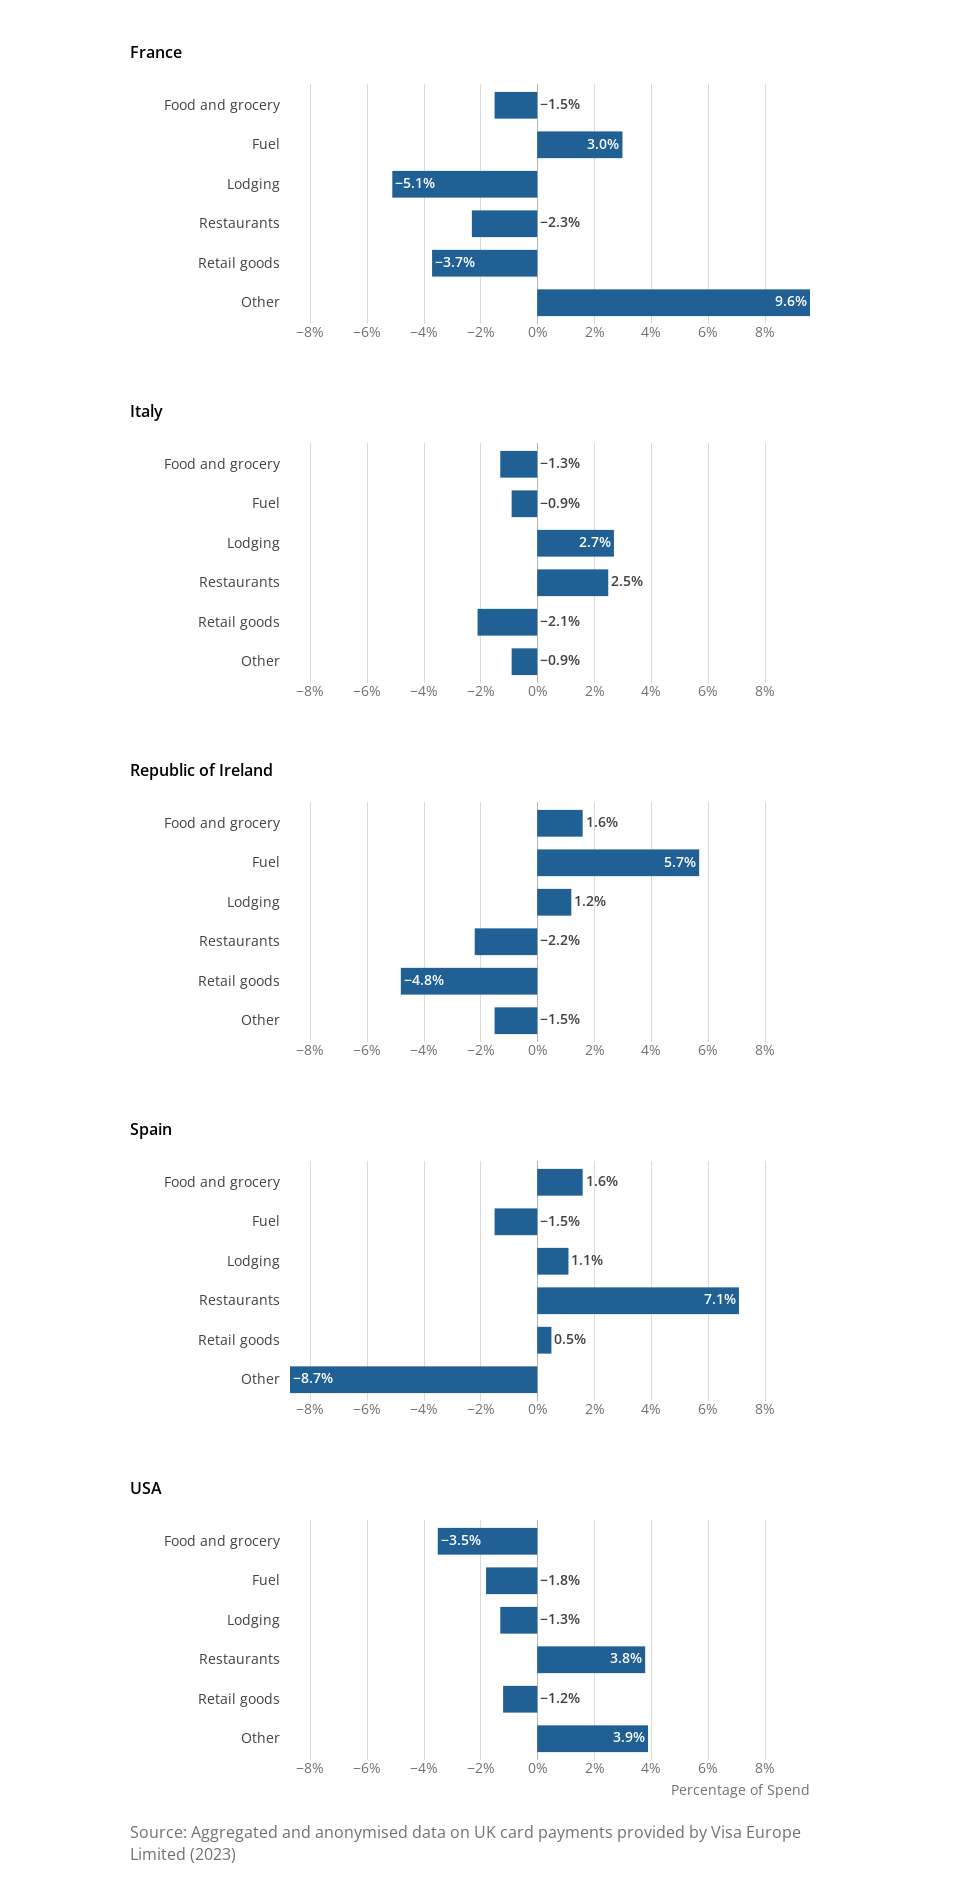 France
Food and grocery −1.5%
Fuel 3.0%
Lodging −5.1%
Restaurants −2.3%
Retail goods −3.7%
Other 9.6%
−8% −6% −4% −2% 0% 2% 4% 6% 8%
Italy
Food and grocery −1.3%
Fuel −0.9%
Lodging 2.7%
Restaurants 2.5%
Retail goods −2.1%
Other −0.9%
−8% −6% −4% −2% 0% 2% 4% 6% 8%
Republic of Ireland
Food and grocery 1.6%
Fuel 5.7%
Lodging 1.2%
Restaurants −2.2%
Retail goods −4.8%
Other −1.5%
−8% −6% −4% −2% 0% 2% 4% 6% 8%
Spain
Food and grocery 1.6%
Fuel −1.5%
Lodging 1.1%
Restaurants 7.1%
Retail goods 0.5%
Other −8.7%
−8% −6% −4% −2% 0% 2% 4% 6% 8%
USA
Food and grocery −3.5%
Fuel −1.8%
Lodging −1.3%
Restaurants 3.8%
Retail goods −1.2%
Other 3.9%
−8% −6% −4% −2% 0% 2% 4% 6% 8%
Percentage of Spend
Source: Aggregated and anonymised data on UK card payments provided by Visa Europe
Limited (2023)